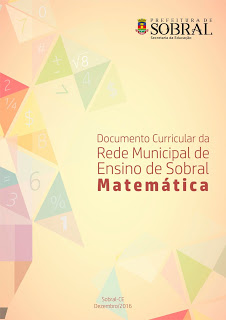 PREFEITURA DE
SOBRAL
Secretaria da Educação
Documento Curricular da
Rede Municipal de
Ensino de Sobral
Matemática
Sobral-CE
Dezembro/2016